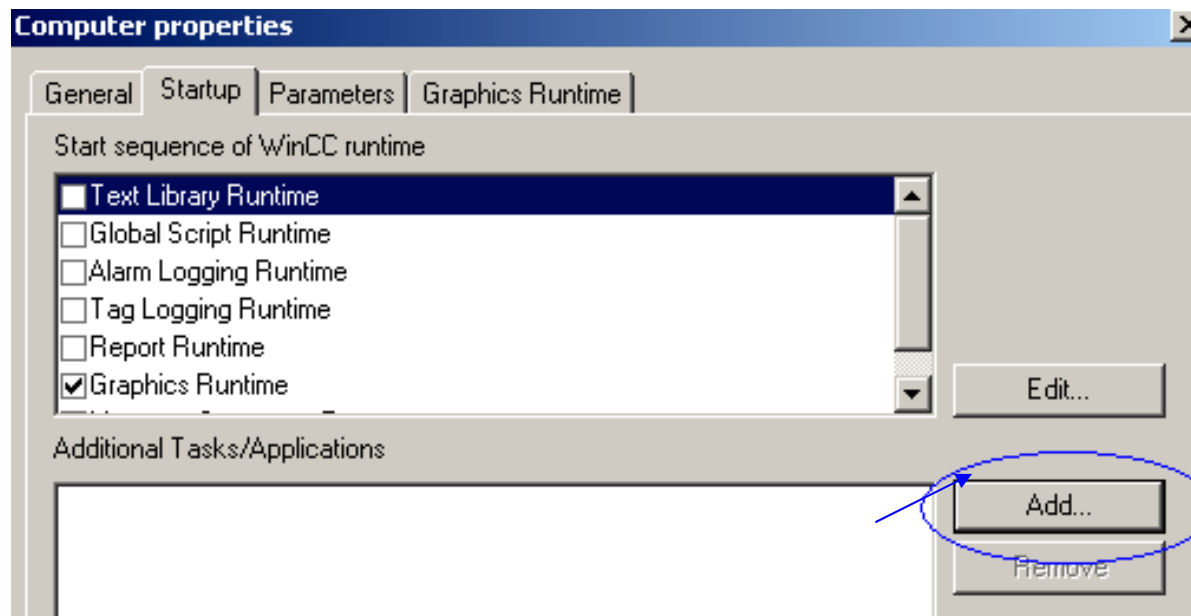 Computer properties
General Startup Parameters Graphics Runtime
Start sequence of WinCC runtime
Text Library Runtime
Global Script Runtime
Alarm Logging Runtime
Tag Logging Runtime
Report Runtime
Graphics Runtime
Edit...
Additional Tasks/Applications
Add...
Remove